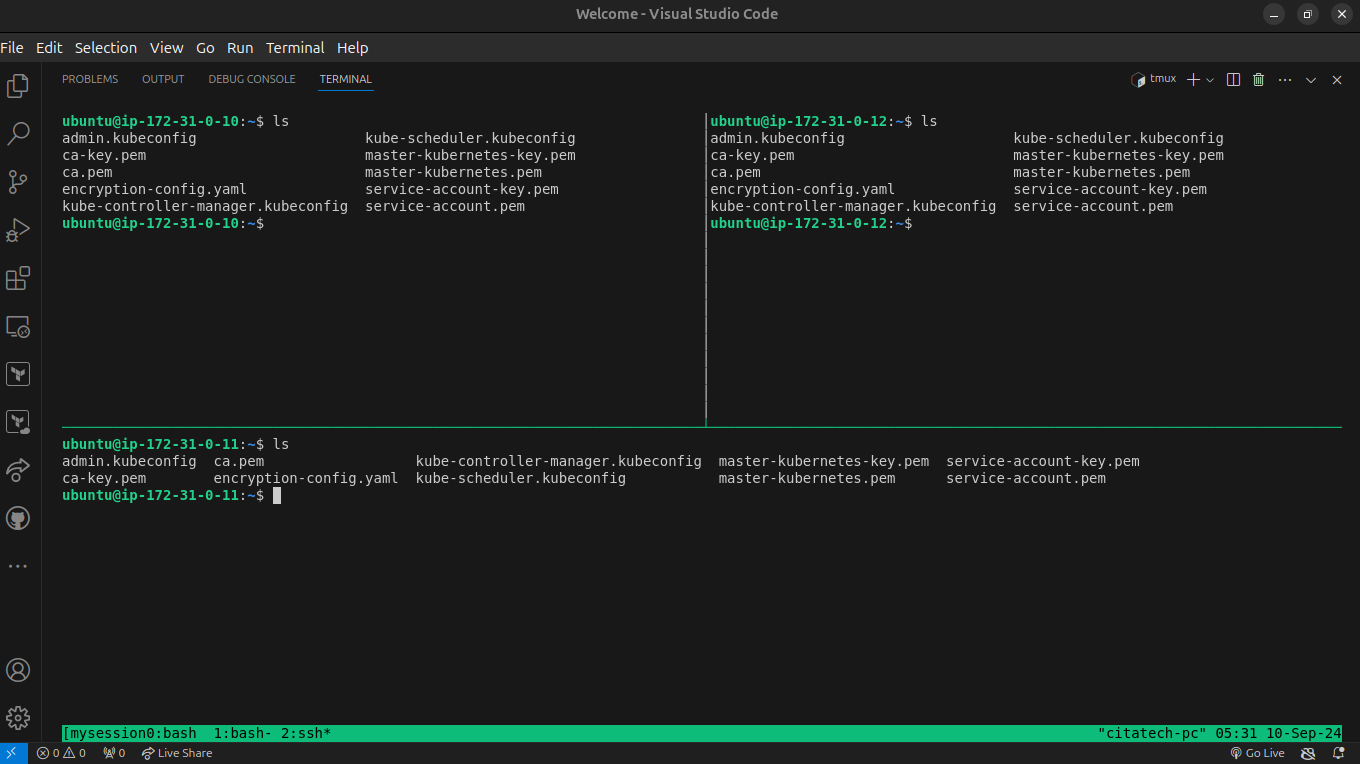 Welcome - Visual Studio Code
File Edit Selection View Go Run Terminal Help
PROBLEMS OUTPUT DEBUG CONSOLE TERMINAL
tmux
ubuntu@ip-172-31-0-10:~$ ls
admin.kubeconfig kube-scheduler.kubeconfig
ca-key.pem master-kubernetes-key.pem
ca.pem master-kubernetes.pem
encryption-config.yaml service-account-key.pem
kube-controller-manager.kubeconfig service-account.pem
ubuntu@ip-172-31-0-10:~$
ubuntu@ip-172-31-0-12:~$ ls
admin.kubeconfig kube-scheduler.kubeconfig
ca-key.pem master-kubernetes-key.pem
ca.pem master-kubernetes.pem
encryption-config.yaml service-account-key.pem
kube-controller-manager.kubeconfig service-account.pem
ubuntu@ip-172-31-0-12:~$
ubuntu@ip-172-31-0-11:~$ ls
admin.kubeconfig ca.pem kube-controller-manager.kubeconfig master-kubernetes-key.pem service-account-key.pem
ca-key.pem encryption-config.yaml kube-scheduler.kubeconfig master-kubernetes.pem service-account.pem
ubuntu@ip-172-31-0-11:~$
[mysession0:bash 1:bash- 2:ssh* "citatech-pc" 05:31 10-Sep-24
0 0 0 Live Share Go Live